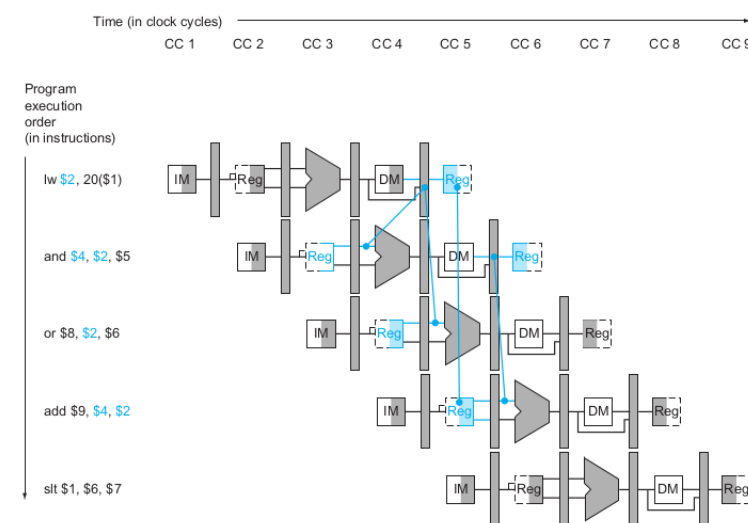 Time (in clock cycles)
CC 1 CC 2 CC 3 CC 4 CC 5 CC 6 CC 7 CC 8 CC 9
Program
execution
order
(in instructions)
lw $2, 20($1) IM Reg DM Reg
and $4, $2, $5 IM Reg DM Reg
or $8, $2, $6 IM Reg DM Reg
add $9, $4, $2 IM Reg DM Reg
slt $1, $6, $7 IM Reg DM Reg